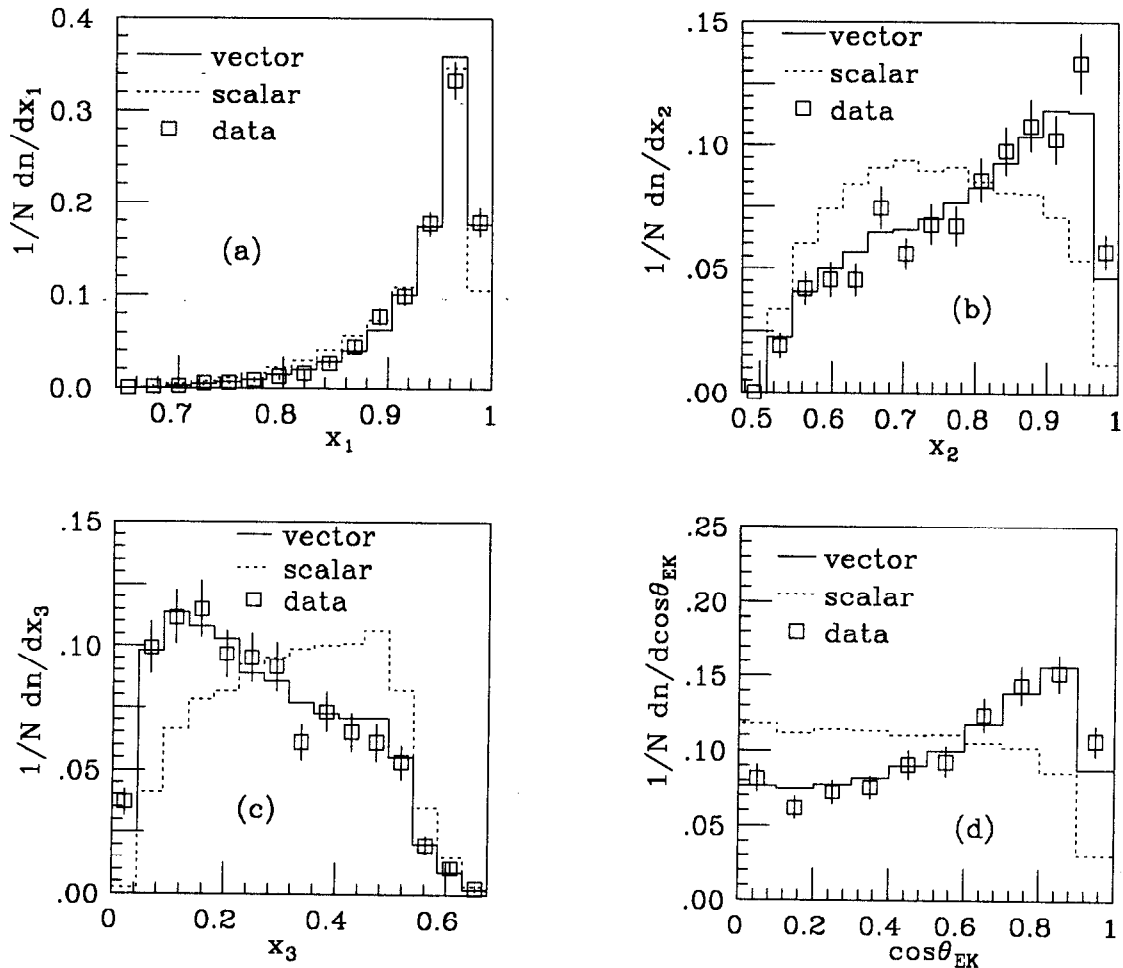 0.4
0.3
0.2
0.1
0.0
1/N dn/dx1
vector
scalar
data
(a)
0.7 0.8 0.9 1
x1
.15
.10
.05
.00
1/N dn/dx2
vector
scalar
data
(b)
0.5 0.6 0.7 0.8 0.9 1
x2
.15
.10
.05
.00
1/N dn/dx3
vector
scalar
data
(c)
0 0.2 0.4 0.6
x3
.25
.20
.15
.10
.05
.00
1/N dn/dcosθEK
vector
scalar
data
(d)
0 0.2 0.4 0.6 0.8 1
cosθEK